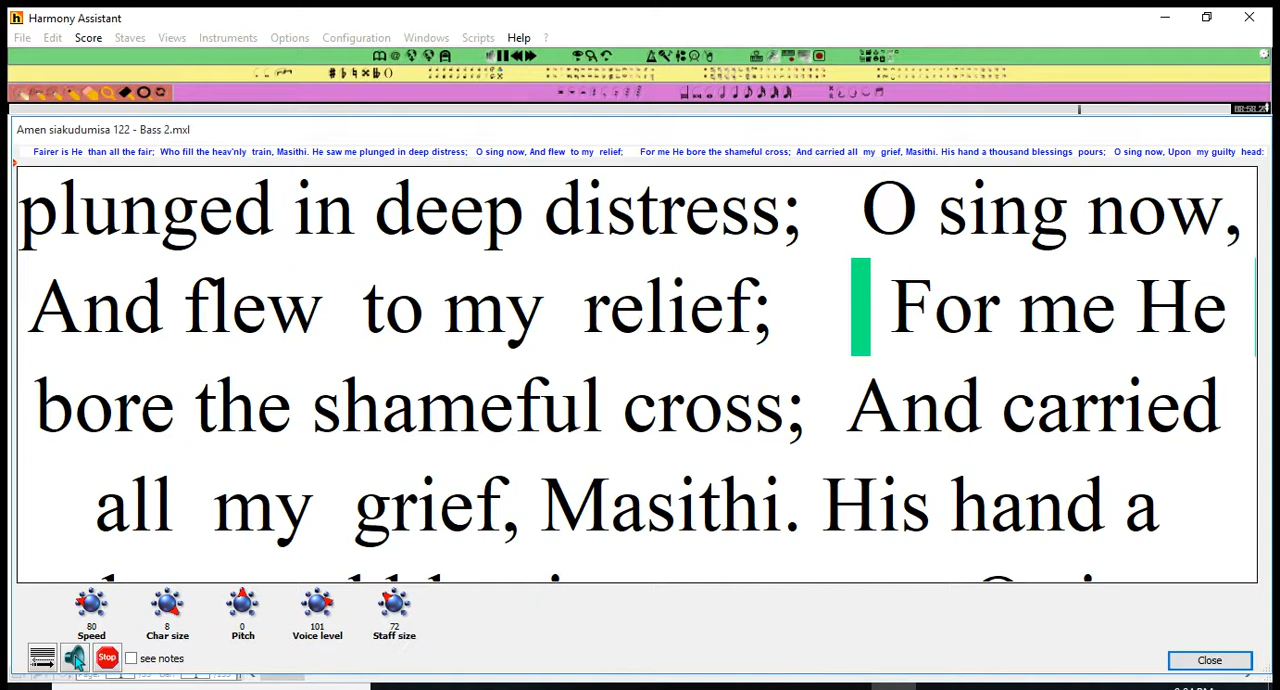 Harmony Assistant
File Edit Score Staves Views Instruments Options Configuration Windows Scripts Help ?
Amen siakudumisa 122 - Bass 2.mxl
Fairer is He than all the fair; Who fill the heav'nly train, Masithi. He saw me plunged in deep distress; O sing now, And flew to my relief; For me He bore the shameful cross; And carried all my grief, Masithi. His hand a thousand blessings pours; O sing now, Upon my guilty head:
plunged in deep distress; O sing now,
And flew to my relief; For me He
bore the shameful cross; And carried
all my grief, Masithi. His hand a
80 8 0 101 72
Speed Char size Pitch Voice level Staff size
Stop see notes Close